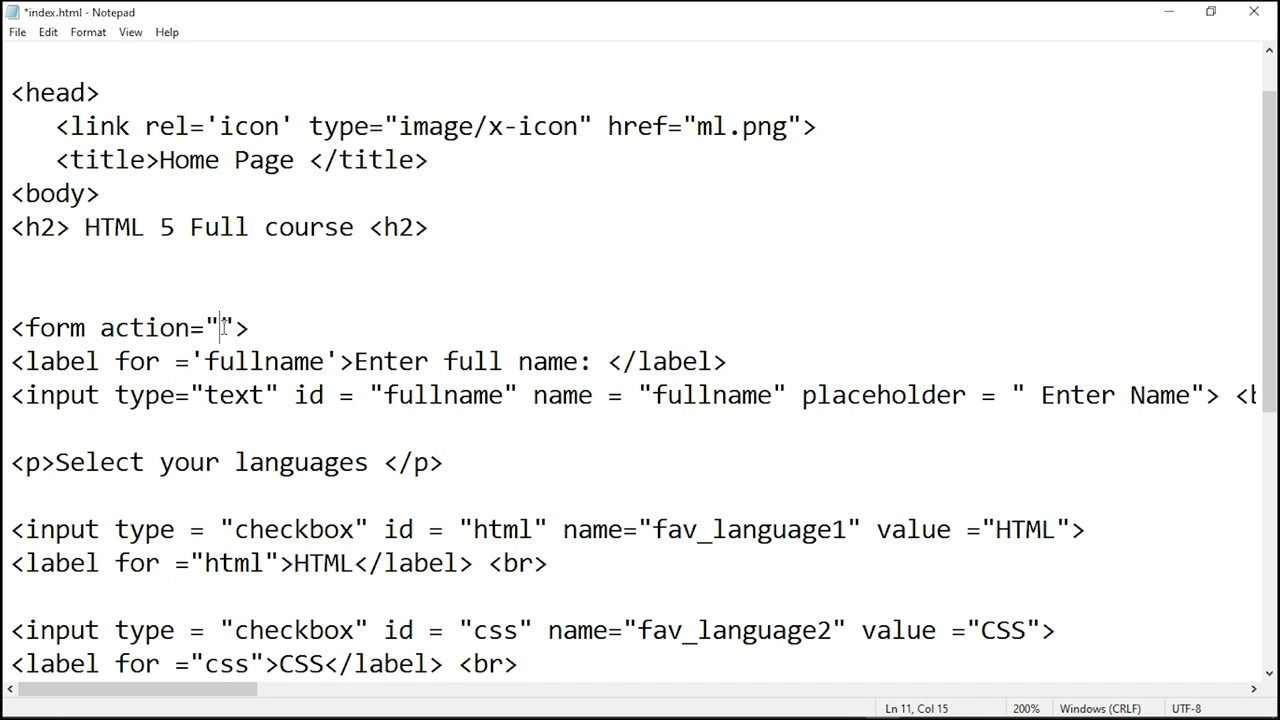 *index.html - Notepad
File Edit Format View Help
<head>
<link rel='icon' type="image/x-icon" href="ml.png">
<title>Home Page </title>
<body>
<h2> HTML 5 Full course <h2>
<form action="">
<label for ='fullname'>Enter full name: </label>
<input type="text" id = "fullname" name = "fullname" placeholder = " Enter Name"> <b
<p>Select your languages </p>
<input type = "checkbox" id = "html" name="fav_language1" value ="HTML">
<label for ="html">HTML</label> <br>
<input type = "checkbox" id = "css" name="fav_language2" value ="CSS">
<label for ="css">CSS</label> <br>
Ln 11, Col 15 200% Windows (CRLF) UTF-8